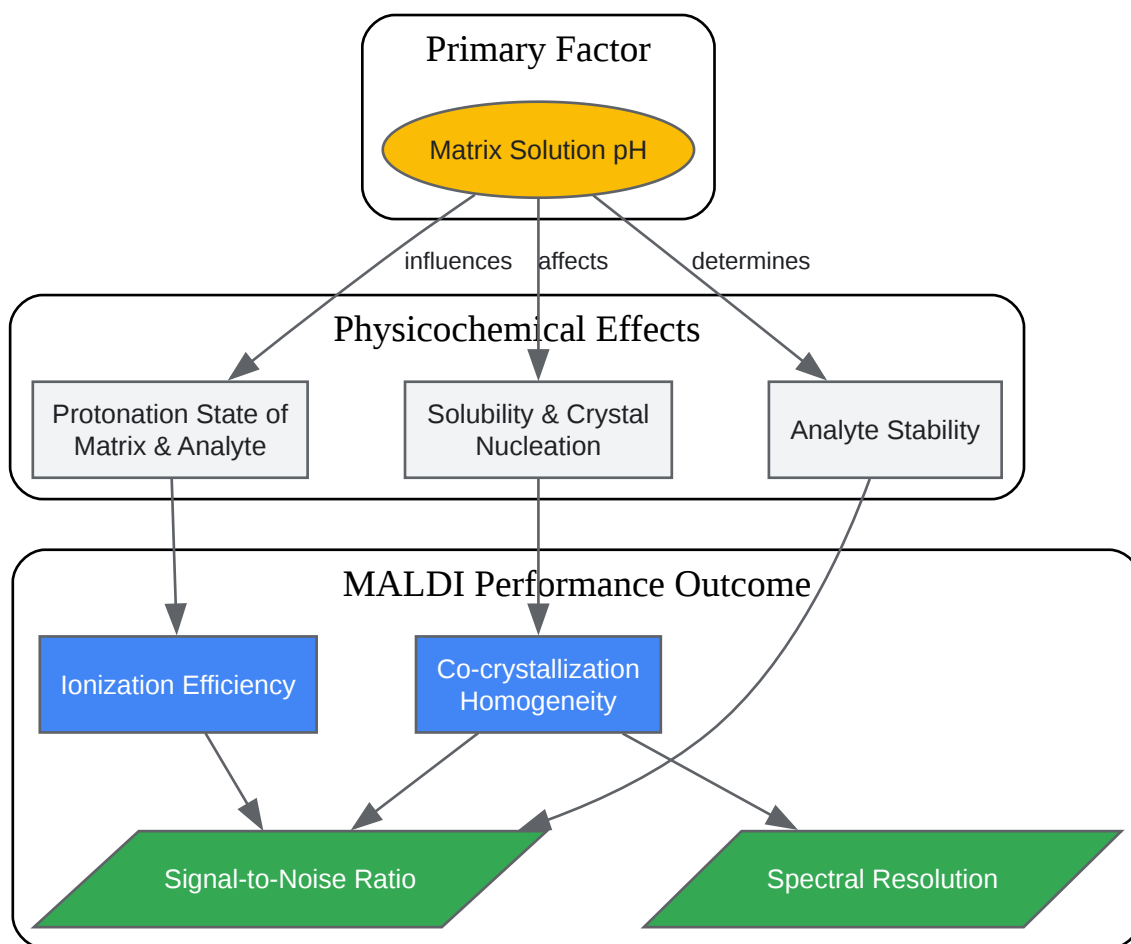 Primary Factor
Matrix Solution pH
influences
affects
determines
Physicochemical Effects
Protonation State of
Matrix & Analyte
Solubility & Crystal
Nucleation
Analyte Stability
MALDI Performance Outcome
Ionization Efficiency
Co-crystallization
Homogeneity
Signal-to-Noise Ratio
Spectral Resolution